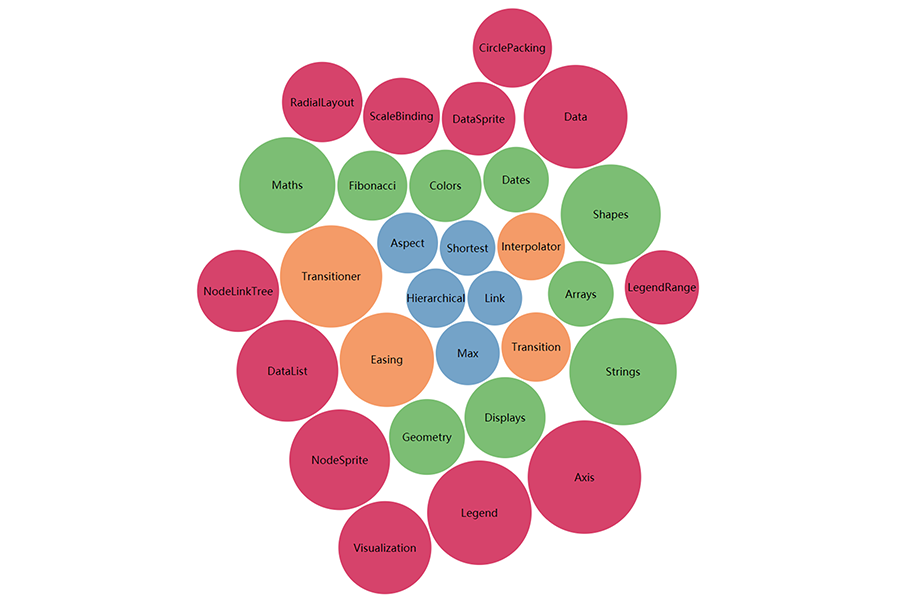 CirclePacking
RadialLayout
ScaleBinding
DataSprite
Data
Maths
Fibonacci
Colors
Dates
Shapes
Aspect
Shortest
Interpolator
Transitioner
NodeLinkTree
Hierarchical
Link
Arrays
LegendRange
DataList
Easing
Max
Transition
Strings
Geometry
Displays
NodeSprite
Axis
Legend
Visualization